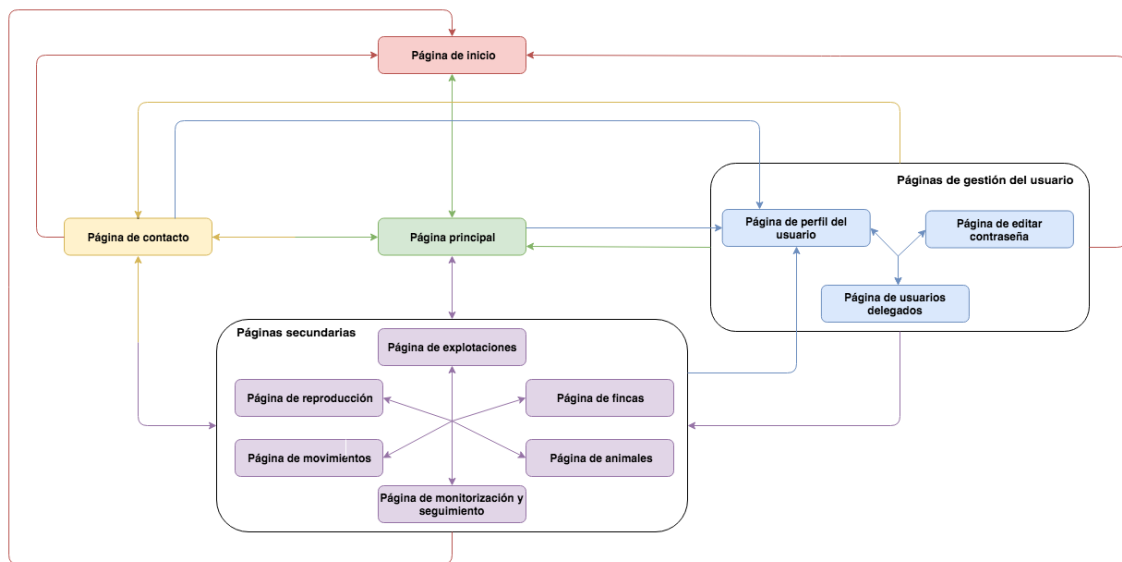 Página de inicio
Páginas de gestión del usuario
Página de contacto
Página principal
Página de perfil del
usuario
Página de editar
contraseña
Página de usuarios
delegados
Páginas secundarias
Página de explotaciones
Página de reproducción
Página de fincas
Página de movimientos
Página de animales
Página de monitorización y
seguimiento